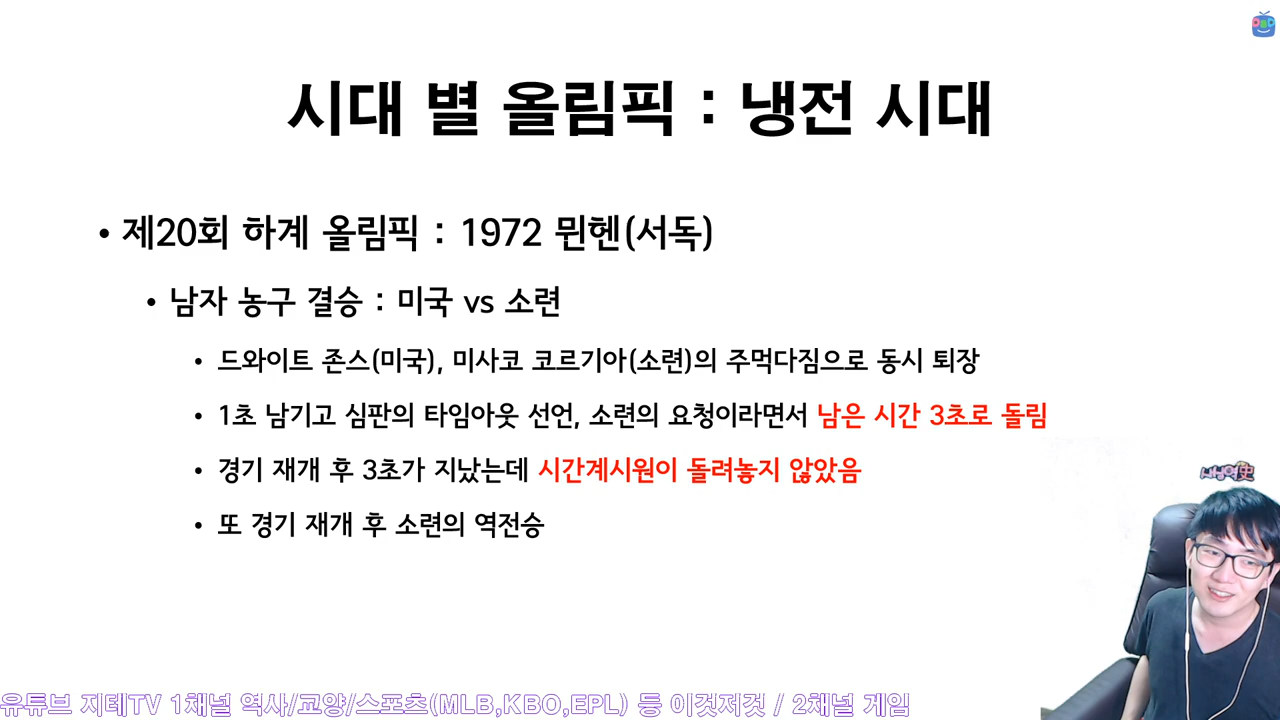 시대 별 올림픽 : 냉전 시대
• 제20회 하계 올림픽 : 1972 뮌헨(서독)
• 남자 농구 결승 : 미국 vs 소련
• 드와이트 존스(미국), 미사코 코르기아(소련)의 주먹다짐으로 동시 퇴장
• 1초 남기고 심판의 타임아웃 선언, 소련의 요청이라면서 남은 시간 3초로 돌림
• 경기 재개 후 3초가 지났는데 시간계시원이 돌려놓지 않았음
• 또 경기 재개 후 소련의 역전승
유튜브 지테TV 1채널 역사/교양/스포츠(MLB,KBO,EPL) 등 이것저것 / 2채널 게임